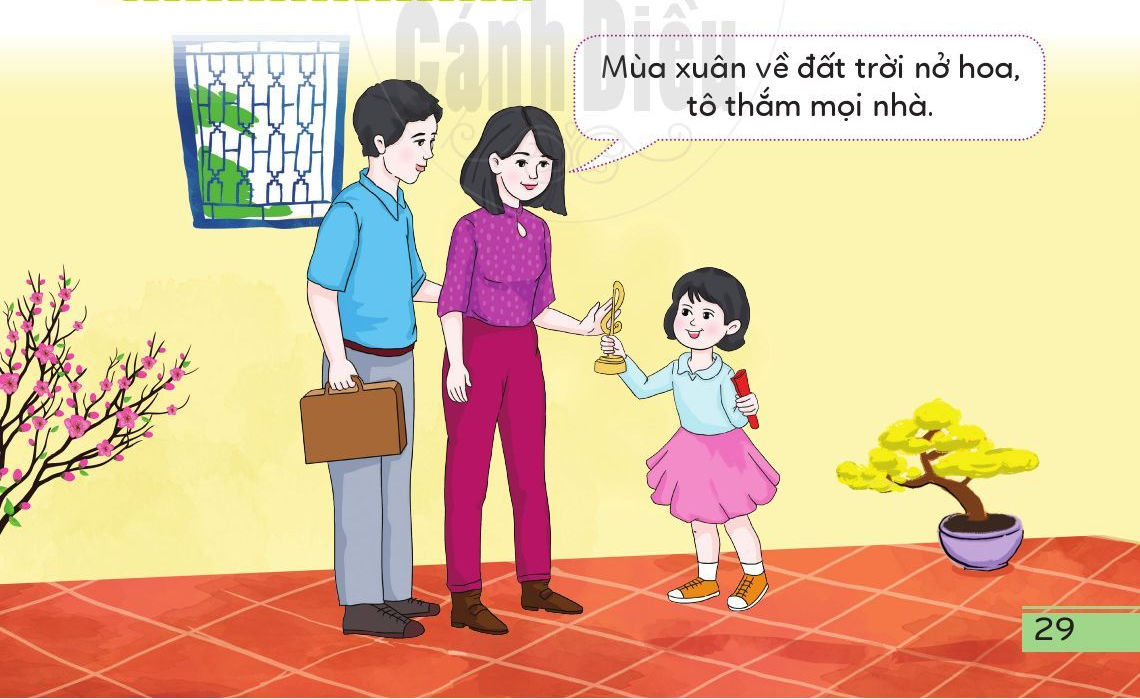 Cánh Diều
Mùa xuân về đất trời nở hoa,
tô thắm mọi nhà.
29